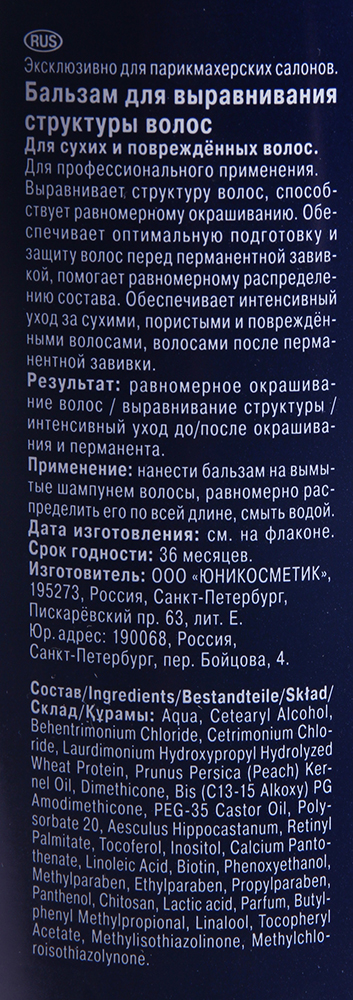 RUS
Эксклюзивно для парикмахерских салонов.
Бальзам для выравнивания
структуры волос
Для сухих и повреждённых волос.
Для профессионального применения.
Выравнивает структуру волос, способ-
ствует равномерному окрашиванию. Обе-
спечивает оптимальную подготовку и
защиту волос перед перманентной завив-
кой, помогает равномерному распределе-
нию состава. Обеспечивает интенсивный
уход за сухими, пористыми и повреждён-
ными волосами, волосами после перма-
нентной завивки.
Результат: равномерное окрашива-
ние волос / выравнивание структуры /
интенсивный уход до/после окрашива-
ния и перманента.
Применение: нанести бальзам на вымы-
тые шампунем волосы, равномерно рас-
пределить его по всей длине, смыть водой.
Дата изготовления: см. на флаконе.
Срок годности: 36 месяцев.
Изготовитель: ООО «ЮНИКОСМЕТИК»,
195273, Россия, Санкт-Петербург,
Пискарёвский пр. 63, лит. Е.
Юр. адрес: 190068, Россия,
Санкт-Петербург, пер. Бойцова, 4.
Состав/Ingredients/Bestandteile/Skład/
Склад/Құрамы: Aqua, Cetearyl Alcohol,
Behentrimonium Chloride, Cetrimonium Chlo-
ride, Laurdimonium Hydroxypropyl Hydrolyzed
Wheat Protein, Prunus Persica (Peach) Ker-
nel Oil, Dimethicone, Bis (C13-15 Alkoxy) PG
Amodimethicone, PEG-35 Castor Oil, Poly-
sorbate 20, Aesculus Hippocastanum, Retinyl
Palmitate, Tocoferol, Inositol, Calcium Panto-
thenate, Linoleic Acid, Biotin, Phenoxyethanol,
Methylparaben, Ethylparaben, Propylparaben,
Panthenol, Chitosan, Lactic acid, Parfum, Butyl-
phenyl Methylpropional, Linalool, Tocopheryl
Acetate, Methylisothiazolinone, Methylchlo-
roisothiazolynone.